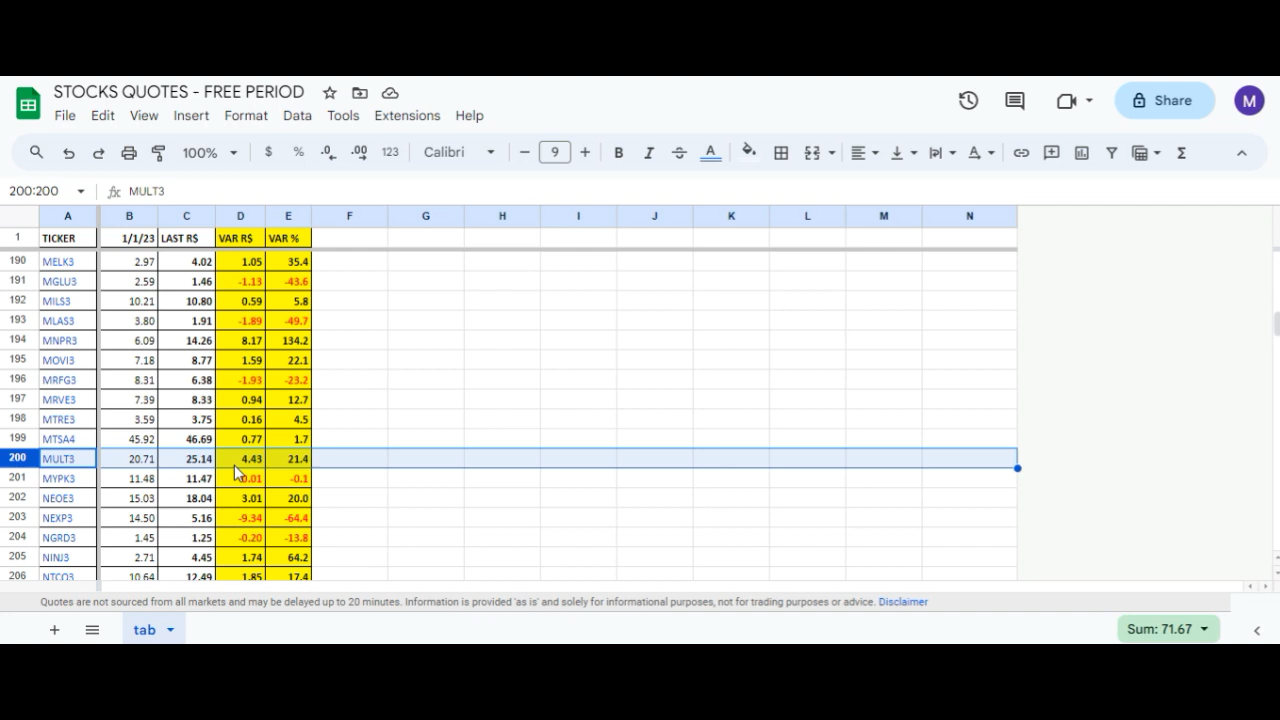 STOCKS QUOTES - FREE PERIOD
File Edit View Insert Format Data Tools Extensions Help
Share
M
100% $ % .0 .00 123 Calibri − 9 + B I S A Σ
200:200 fx MULT3
A B C D E F G H I J K L M N
1 TICKER 1/1/23 LAST R$ VAR R$ VAR %
190 MELK3 2.97 4.02 1.05 35.4
191 MGLU3 2.59 1.46 -1.13 -43.6
192 MILS3 10.21 10.80 0.59 5.8
193 MLAS3 3.80 1.91 -1.89 -49.7
194 MNPR3 6.09 14.26 8.17 134.2
195 MOVI3 7.18 8.77 1.59 22.1
196 MRFG3 8.31 6.38 -1.93 -23.2
197 MRVE3 7.39 8.33 0.94 12.7
198 MTRE3 3.59 3.75 0.16 4.5
199 MTSA4 45.92 46.69 0.77 1.7
200 MULT3 20.71 25.14 4.43 21.4
201 MYPK3 11.48 11.47 0.01 -0.1
202 NEOE3 15.03 18.04 3.01 20.0
203 NEXP3 14.50 5.16 -9.34 -64.4
204 NGRD3 1.45 1.25 -0.20 -13.8
205 NINJ3 2.71 4.45 1.74 64.2
206 NTCO3 10.64 12.49 1.85 17.4
Quotes are not sourced from all markets and may be delayed up to 20 minutes. Information is provided 'as is' and solely for informational purposes, not for trading purposes or advice. Disclaimer
tab
Sum: 71.67